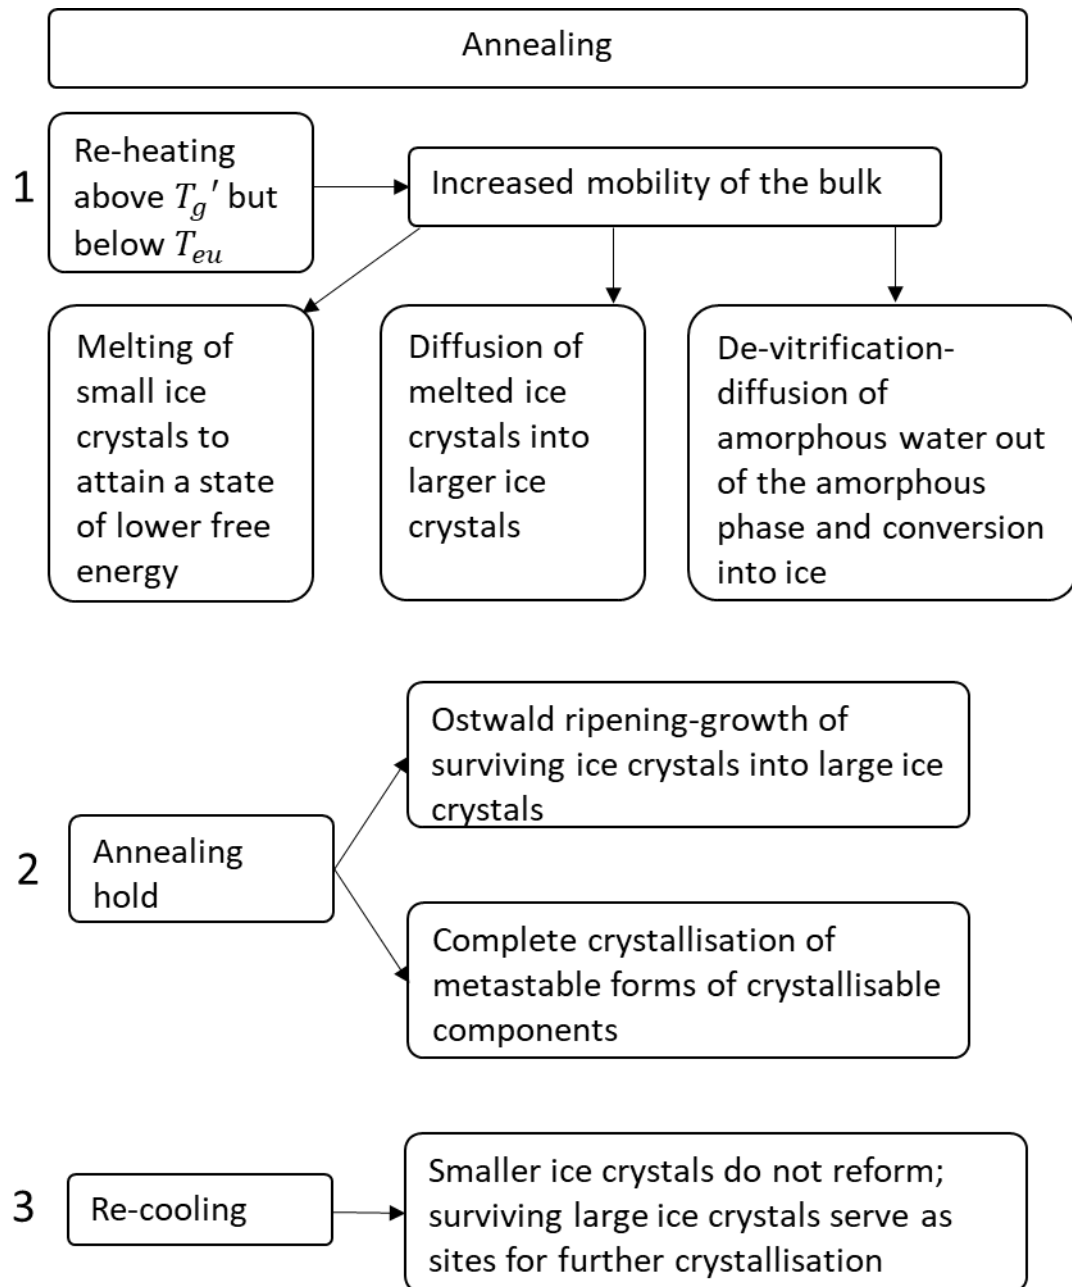 Annealing
1
Re-heating
above T_g′ but
below T_eu
Increased mobility of the bulk
Melting of
small ice
crystals to
attain a state
of lower free
energy
Diffusion of
melted ice
crystals into
larger ice
crystals
De-vitrification-
diffusion of
amorphous water out
of the amorphous
phase and conversion
into ice
2
Annealing
hold
Ostwald ripening-growth of
surviving ice crystals into large ice
crystals
Complete crystallisation of
metastable forms of crystallisable
components
3
Re-cooling
Smaller ice crystals do not reform;
surviving large ice crystals serve as
sites for further crystallisation